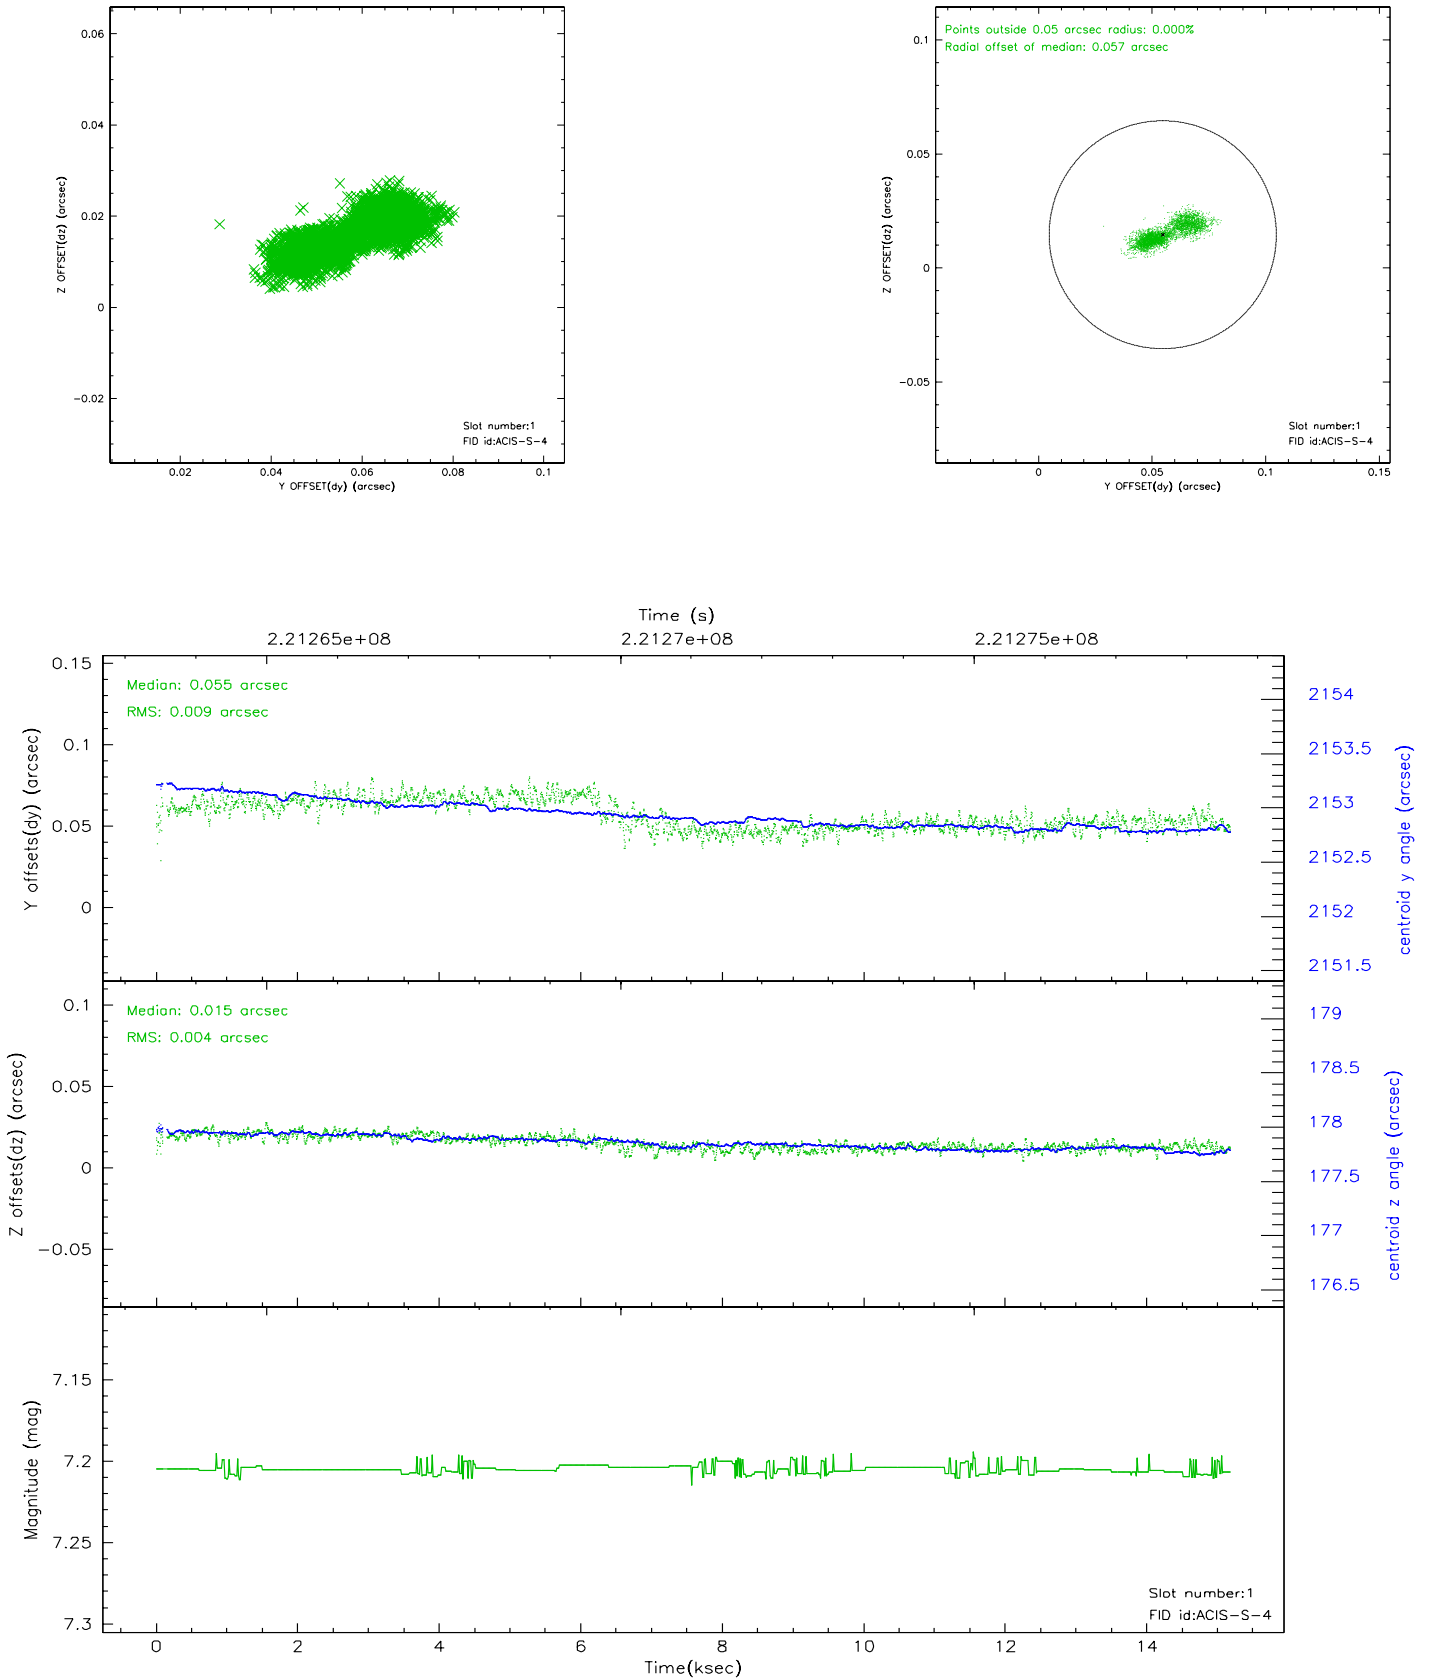 0.06
0.04
0.02
0
−0.02
Z OFFSET(dz) (arcsec)
Slot number:1
FID id:ACIS−S−4
0.02 0.04 0.06 0.08 0.1
Y OFFSET(dy) (arcsec)
Points outside 0.05 arcsec radius: 0.000%
Radial offset of median: 0.057 arcsec
0.1
0.05
0
−0.05
Z OFFSET(dz) (arcsec)
Slot number:1
FID id:ACIS−S−4
0 0.05 0.1 0.15
Y OFFSET(dy) (arcsec)
Time (s)
2.21265e+08 2.2127e+08 2.21275e+08
Median: 0.055 arcsec
RMS: 0.009 arcsec
0.15
0.1
0.05
0
Y offsets(dy) (arcsec)
2154
2153.5
2153
2152.5
2152
2151.5
centroid y angle (arcsec)
Median: 0.015 arcsec
RMS: 0.004 arcsec
0.1
0.05
0
−0.05
Z offsets(dz) (arcsec)
179
178.5
178
177.5
177
176.5
centroid z angle (arcsec)
7.15
7.2
7.25
7.3
Magnitude (mag)
Slot number:1
FID id:ACIS−S−4
0 2 4 6 8 10 12 14
Time(ksec)